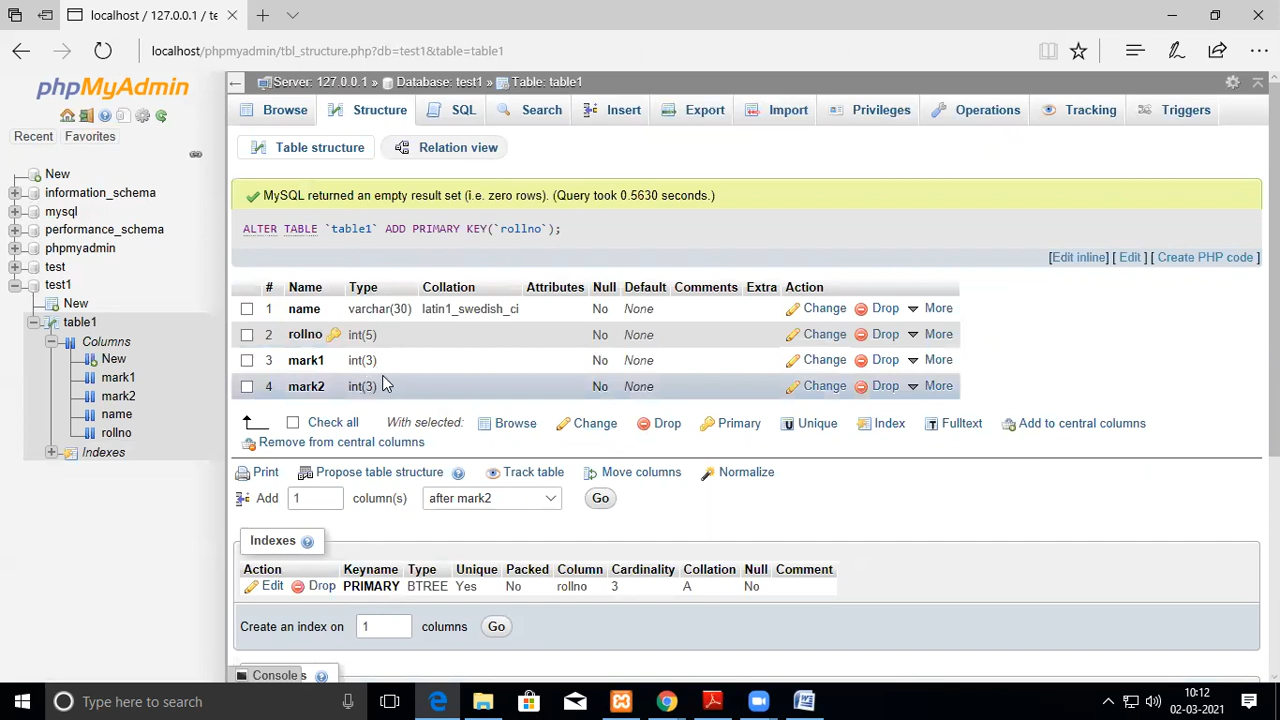 localhost / 127.0.0.1 / te
localhost/phpmyadmin/tbl_structure.php?db=test1&table=table1
phpMyAdmin
Recent Favorites
New
information_schema
mysql
performance_schema
phpmyadmin
test
test1
New
table1
Columns
New
mark1
mark2
name
rollno
Indexes
Server: 127.0.0.1 » Database: test1 » Table: table1
Browse Structure SQL Search Insert Export Import Privileges Operations Tracking Triggers
Table structure Relation view
MySQL returned an empty result set (i.e. zero rows). (Query took 0.5630 seconds.)
ALTER TABLE `table1` ADD PRIMARY KEY(`rollno`);
[Edit inline] [ Edit ] [ Create PHP code ]
# Name Type Collation Attributes Null Default Comments Extra Action
1 name varchar(30) latin1_swedish_ci No None Change Drop More
2 rollno int(5) No None Change Drop More
3 mark1 int(3) No None Change Drop More
4 mark2 int(3) No None Change Drop More
Check all With selected: Browse Change Drop Primary Unique Index Fulltext Add to central columns
Remove from central columns
Print Propose table structure Track table Move columns Normalize
Add 1 column(s) after mark2 Go
Indexes
Action Keyname Type Unique Packed Column Cardinality Collation Null Comment
Edit Drop PRIMARY BTREE Yes No rollno 3 A No
Create an index on 1 columns Go
Console s
Type here to search
10:12
02-03-2021